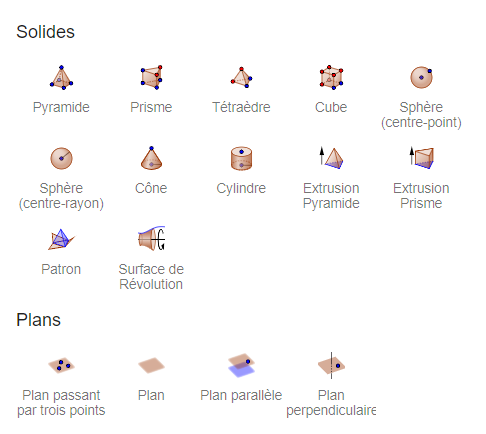 Solides
Pyramide
Prisme
Tétraèdre
Cube
Sphère
(centre-point)
Sphère
(centre-rayon)
Cône
Cylindre
Extrusion
Pyramide
Extrusion
Prisme
Patron
Surface de
Révolution
Plans
Plan passant
par trois points
Plan
Plan parallèle
Plan
perpendiculaire